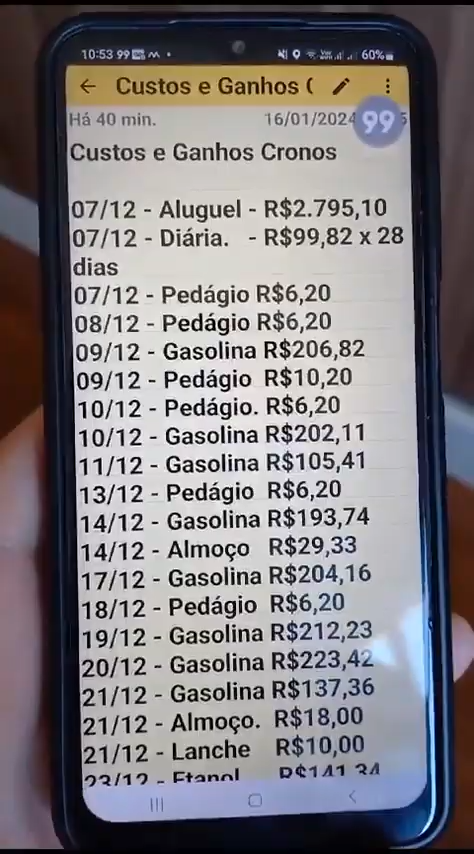 10:53 99
60%
Custos e Ganhos (
Há 40 min.
16/01/2024
99
5
Custos e Ganhos Cronos
07/12 - Aluguel - R$2.795,10
07/12 - Diária. - R$99,82 x 28
dias
07/12 - Pedágio R$6,20
08/12 - Pedágio R$6,20
09/12 - Gasolina R$206,82
09/12 - Pedágio R$10,20
10/12 - Pedágio. R$6,20
10/12 - Gasolina R$202,11
11/12 - Gasolina R$105,41
13/12 - Pedágio R$6,20
14/12 - Gasolina R$193,74
14/12 - Almoço R$29,33
17/12 - Gasolina R$204,16
18/12 - Pedágio R$6,20
19/12 - Gasolina R$212,23
20/12 - Gasolina R$223,42
21/12 - Gasolina R$137,36
21/12 - Almoço. R$18,00
21/12 - Lanche R$10,00
23/12 - Etanol R$141,34